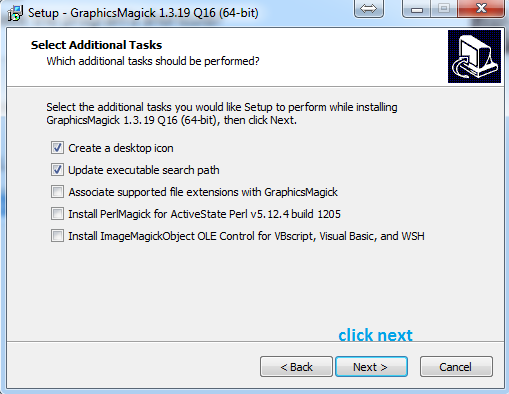 Setup - GraphicsMagick 1.3.19 Q16 (64-bit)
Select Additional Tasks
Which additional tasks should be performed?
Select the additional tasks you would like Setup to perform while installing
GraphicsMagick 1.3.19 Q16 (64-bit), then click Next.
Create a desktop icon
Update executable search path
Associate supported file extensions with GraphicsMagick
Install PerlMagick for ActiveState Perl v5.12.4 build 1205
Install ImageMagickObject OLE Control for VBscript, Visual Basic, and WSH
click next
< Back
Next >
Cancel